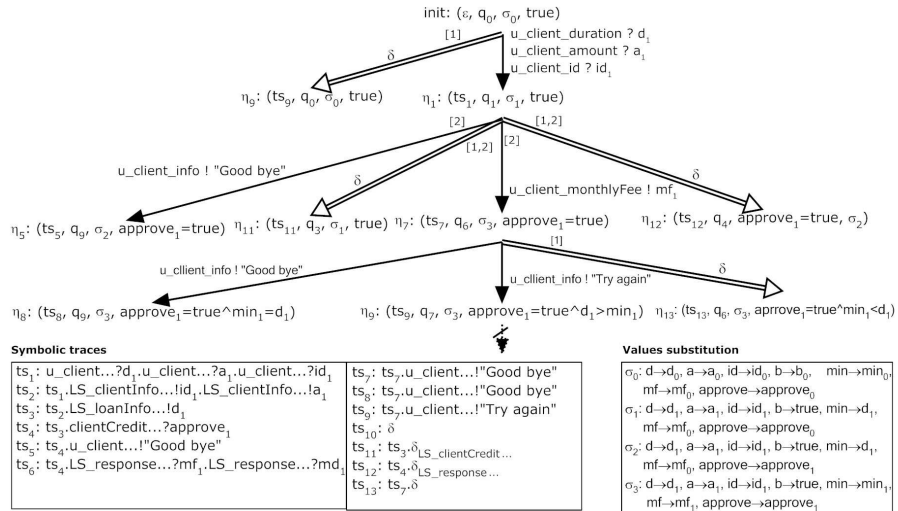 init: (ε, q₀, σ₀, true)
[1]
u_client_duration ? d₁
δ
u_client_amount ? a₁
u_client_id ? id₁
η₉: (ts₉, q₀, σ₀, true)
η₁: (ts₁, q₁, σ₁, true)
[2]
[1,2]
[1,2]
[2]
u_client_info ! "Good bye"
δ
δ
u_client_monthlyFee ! mf₁
η₅: (ts₅, q₉, σ₂, approve₁=true)
η₁₁: (ts₁₁, q₃, σ₁, true)
η₇: (ts₇, q₆, σ₃, approve₁=true)
η₁₂: (ts₁₂, q₄, approve₁=true, σ₂)
[1]
u_cllient_info ! "Good bye"
u_cllient_info ! "Try again"
δ
η₈: (ts₈, q₉, σ₃, approve₁=true^min₁=d₁)
η₉: (ts₉, q₇, σ₃, approve₁=true^d₁>min₁)
η₁₃: (ts₁₃, q₆, σ₃, aprrove₁=true^min₁<d₁)
Symbolic traces
ts₁: u_client...?d₁.u_client...?a₁.u_client...?id₁
ts₂: ts₁.LS_clientInfo...!id₁.LS_clientInfo...!a₁
ts₃: ts₂.LS_loanInfo...!d₁
ts₄: ts₃.clientCredit...?approve₁
ts₅: ts₄.u_client...!"Good bye"
ts₆: ts₄.LS_response...?mf₁.LS_response...?md₁
ts₇: ts₇.u_client...!"Good bye"
ts₈: ts₇.u_client...!"Good bye"
ts₉: ts₇.u_client...!"Try again"
ts₁₀: δ
ts₁₁: ts₃.δLS_clientCredit...
ts₁₂: ts₄.δLS_response...
ts₁₃: ts₇.δ
Values substitution
σ₀: d→d₀, a→a₀, id→id₀, b→b₀, min→min₀,
mf→mf₀, approve→approve₀
σ₁: d→d₁, a→a₁, id→id₁, b→true, min→d₁,
mf→mf₀, approve→approve₀
σ₂: d→d₁, a→a₁, id→id₁, b→true, min→d₁,
mf→mf₀, approve→approve₁
σ₃: d→d₁, a→a₁, id→id₁, b→true, min→min₁,
mf→mf₁, approve→approve₁